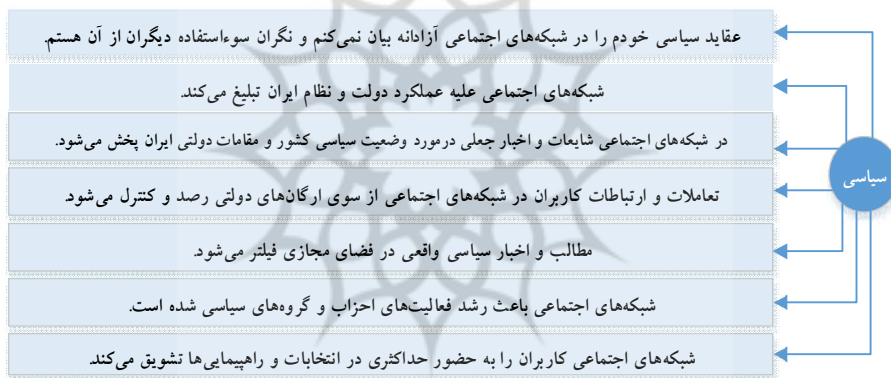 عقاید سیاسی خودم را در شبکه‌های اجتماعی آزادانه بیان نمی‌کنم و نگران سوءاستفاده دیگران از آن هستم.
شبکه‌های اجتماعی علیه عملکرد دولت و نظام ایران تبلیغ می‌کند.
در شبکه‌های اجتماعی شایعات و اخبار جعلی درمورد وضعیت سیاسی کشور و مقامات دولتی ایران پخش می‌شود.
سیاسی
تعاملات و ارتباطات کاربران در شبکه‌های اجتماعی از سوی ارگان‌های دولتی رصد و کنترل می‌شود.
مطالب و اخبار سیاسی واقعی در فضای مجازی فیلتر می‌شود.
شبکه‌های اجتماعی باعث رشد فعالیت‌های احزاب و گروه‌های سیاسی شده است.
شبکه‌های اجتماعی کاربران را به حضور حداکثری در انتخابات و راهپیمایی‌ها تشویق می‌کند.